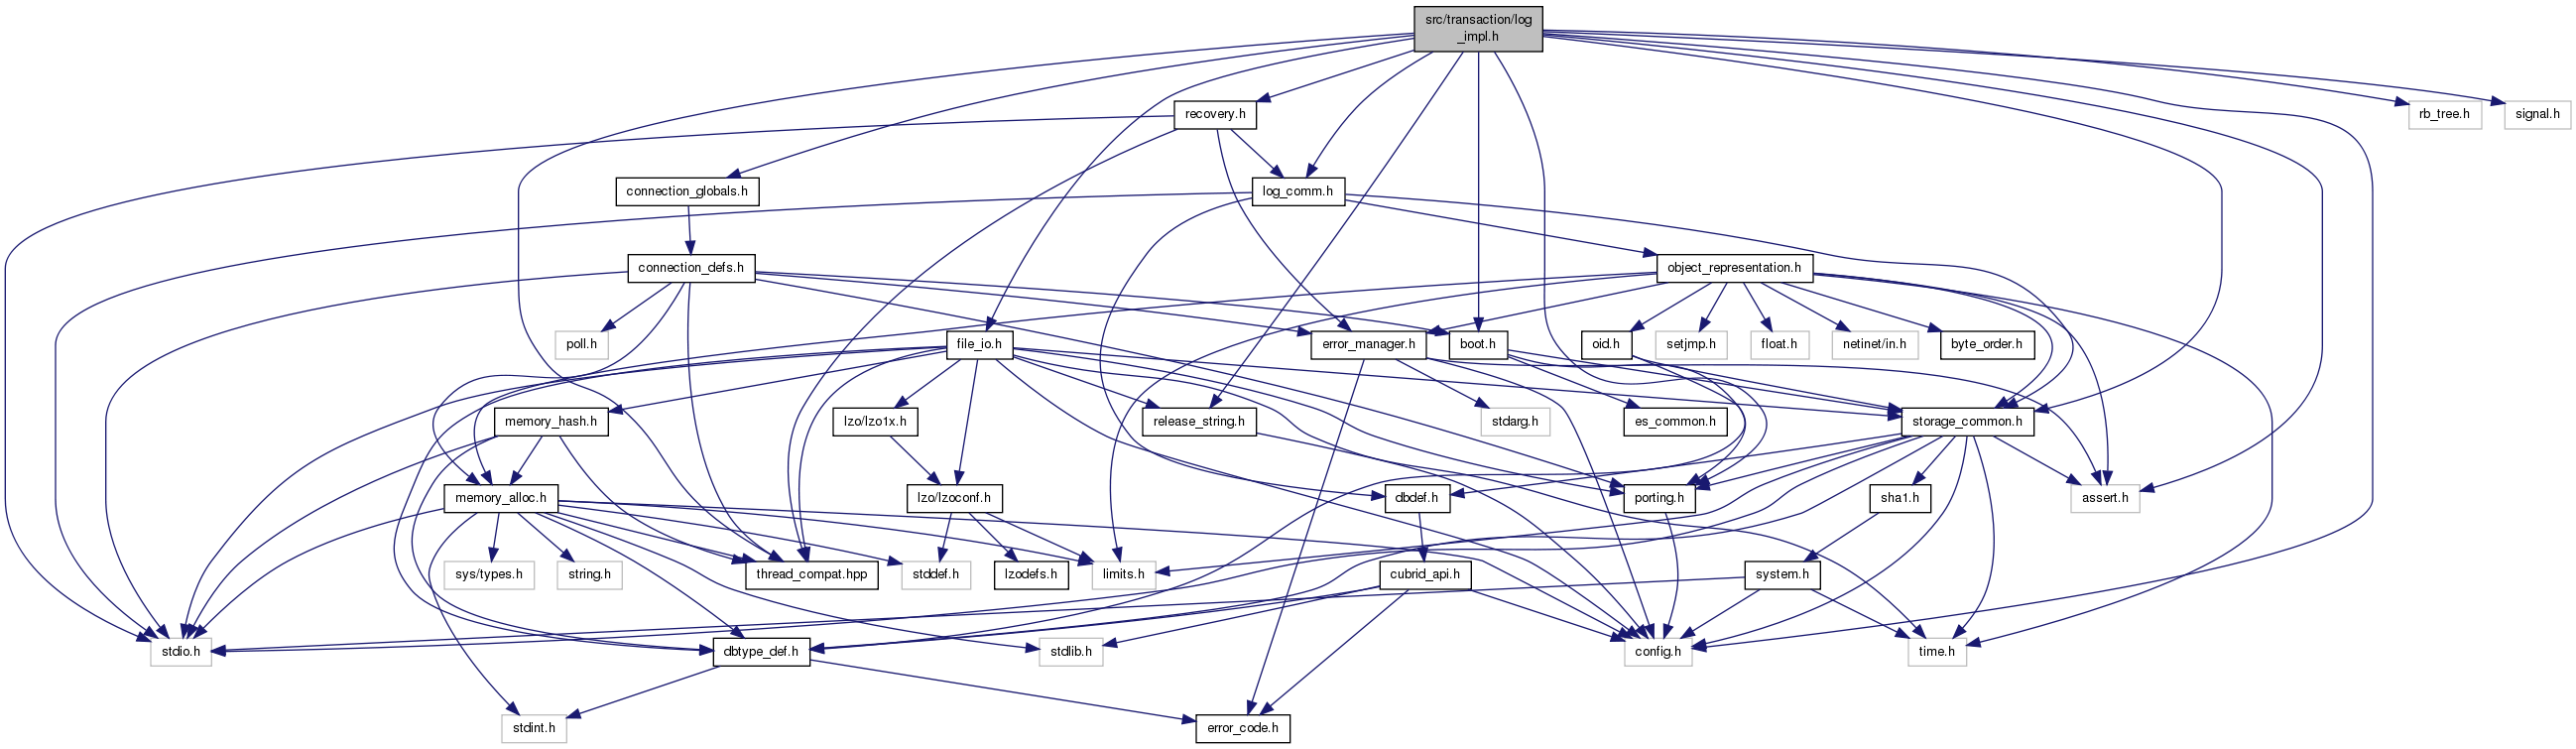 src/transaction/log
_impl.h
recovery.h
rb_tree.h
signal.h
connection_globals.h
log_comm.h
connection_defs.h
object_representation.h
poll.h
file_io.h
error_manager.h
boot.h
oid.h
setjmp.h
float.h
netinet/in.h
byte_order.h
memory_hash.h
lzo/lzo1x.h
release_string.h
stdarg.h
es_common.h
storage_common.h
memory_alloc.h
lzo/lzoconf.h
dbdef.h
porting.h
sha1.h
assert.h
sys/types.h
string.h
thread_compat.hpp
stddef.h
lzodefs.h
limits.h
cubrid_api.h
system.h
stdio.h
dbtype_def.h
stdlib.h
config.h
time.h
stdint.h
error_code.h